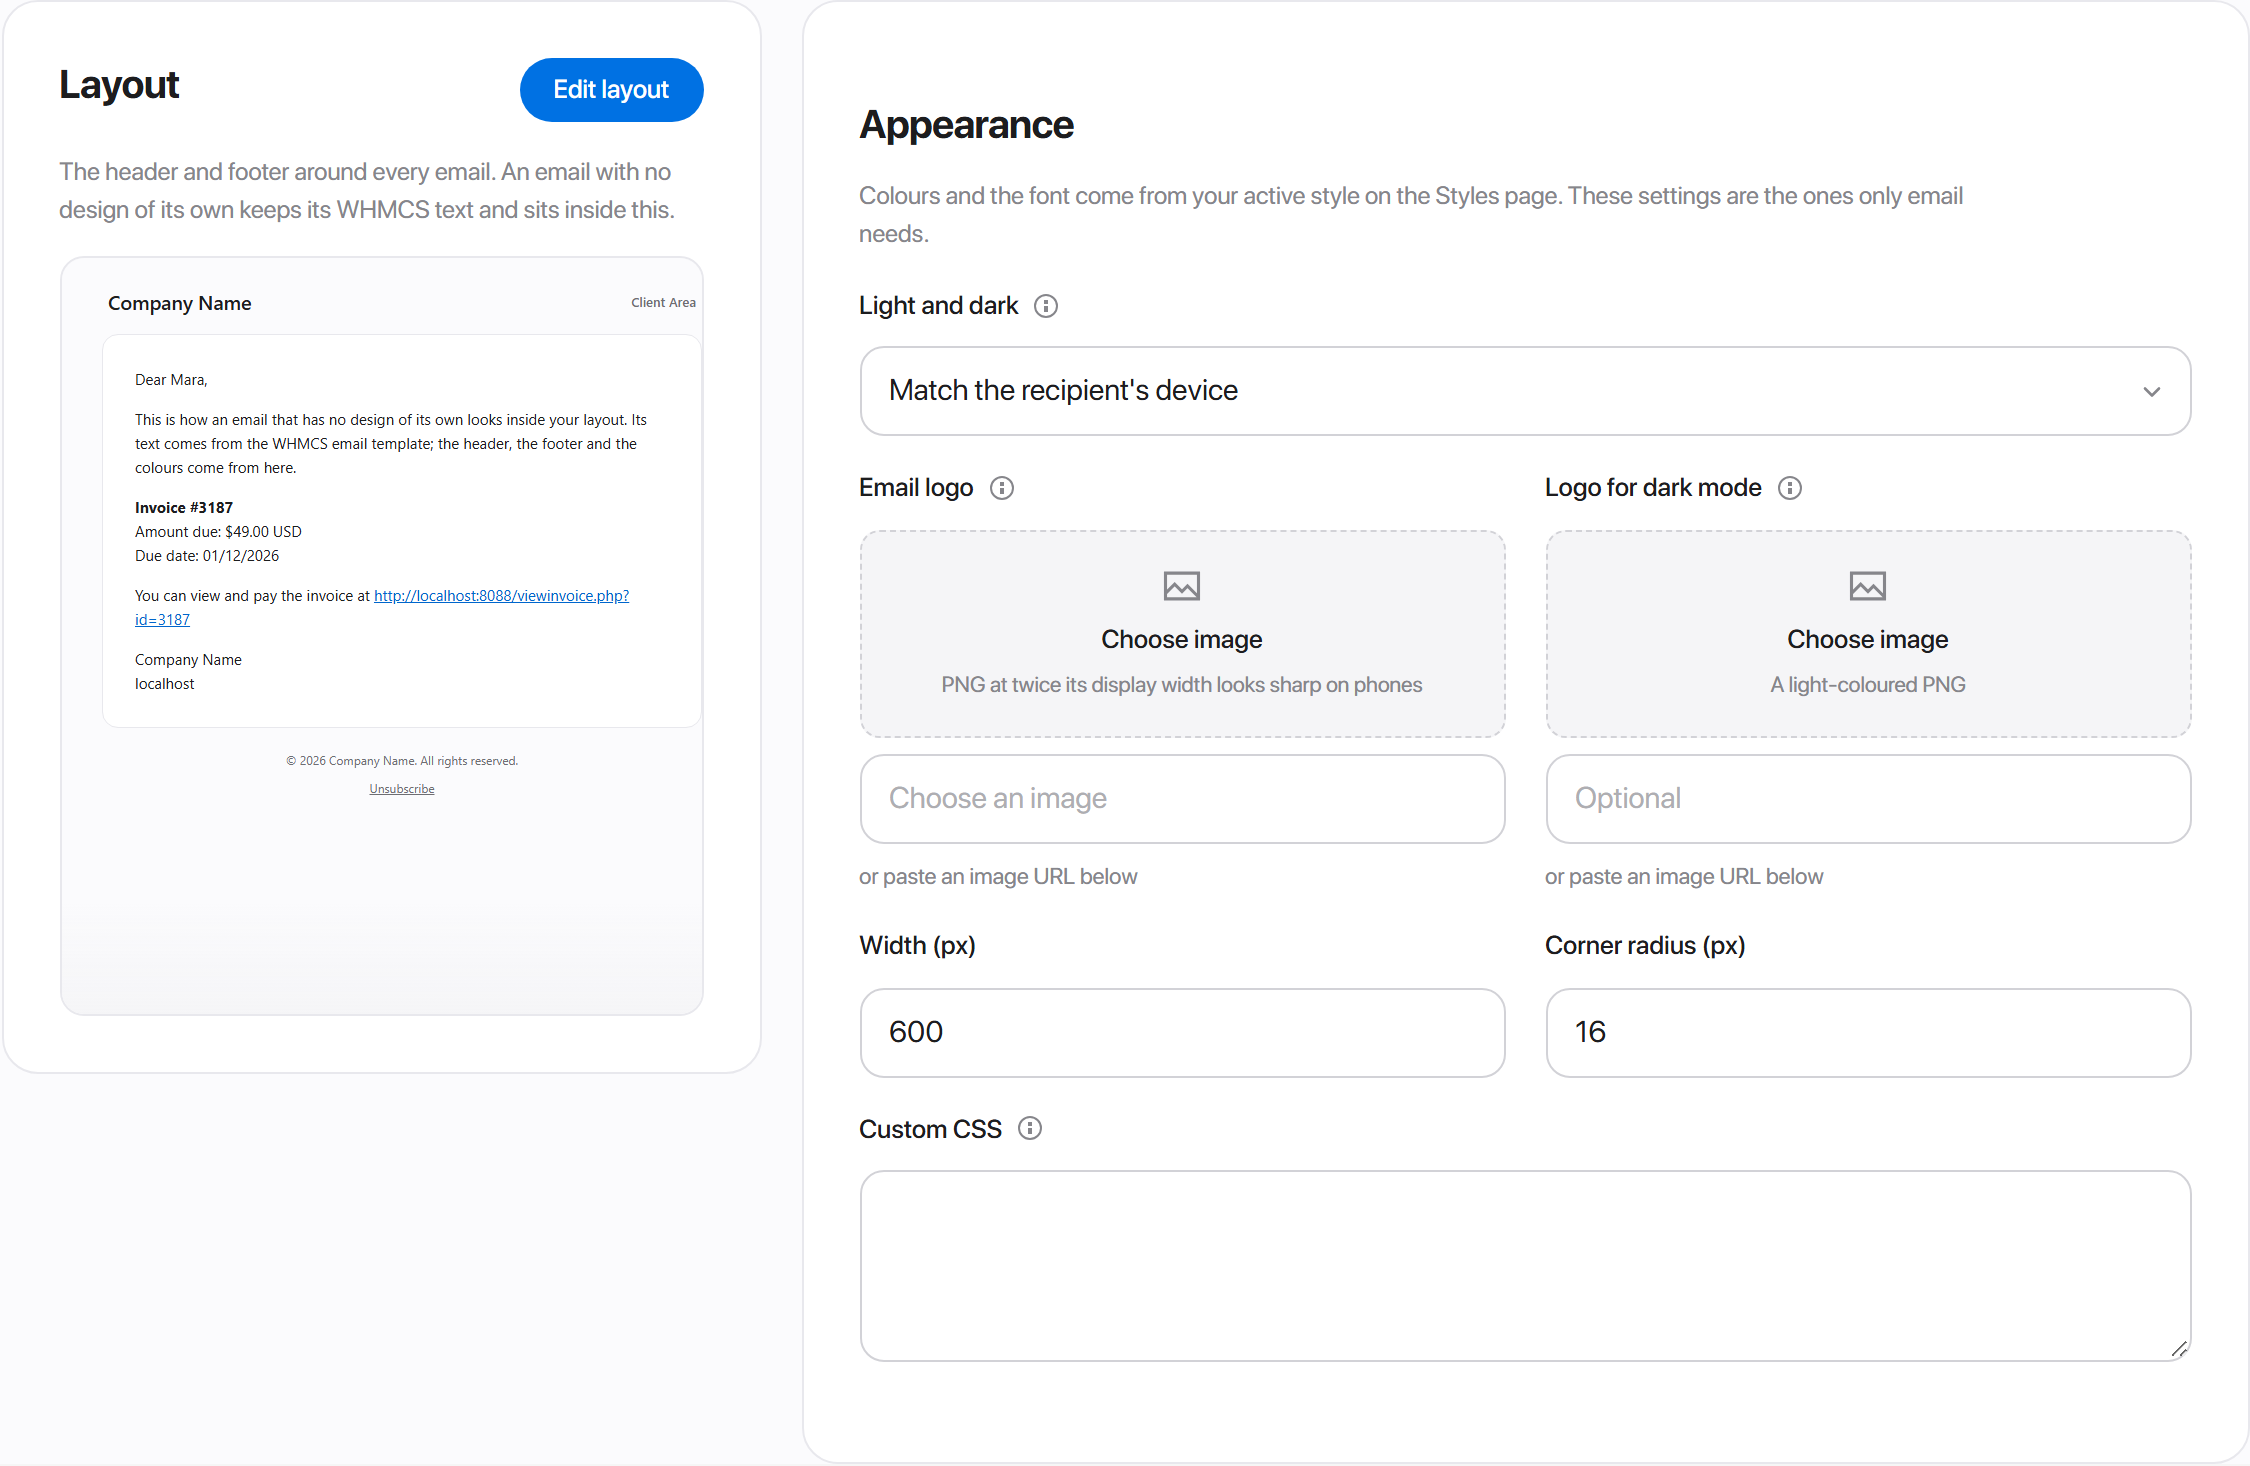 Layout
Edit layout
The header and footer around every email. An email with no
design of its own keeps its WHMCS text and sits inside this.
Company Name
Client Area
Dear Mara,
This is how an email that has no design of its own looks inside your layout. Its
text comes from the WHMCS email template; the header, the footer and the
colours come from here.
Invoice #3187
Amount due: $49.00 USD
Due date: 01/12/2026
You can view and pay the invoice at http://localhost:8088/viewinvoice.php?
id=3187
Company Name
localhost
© 2026 Company Name. All rights reserved.
Unsubscribe
Appearance
Colours and the font come from your active style on the Styles page. These settings are the ones only email
needs.
Light and dark
Match the recipient's device
Email logo
Choose image
PNG at twice its display width looks sharp on phones
Choose an image
or paste an image URL below
Logo for dark mode
Choose image
A light-coloured PNG
Optional
or paste an image URL below
Width (px)
600
Corner radius (px)
16
Custom CSS